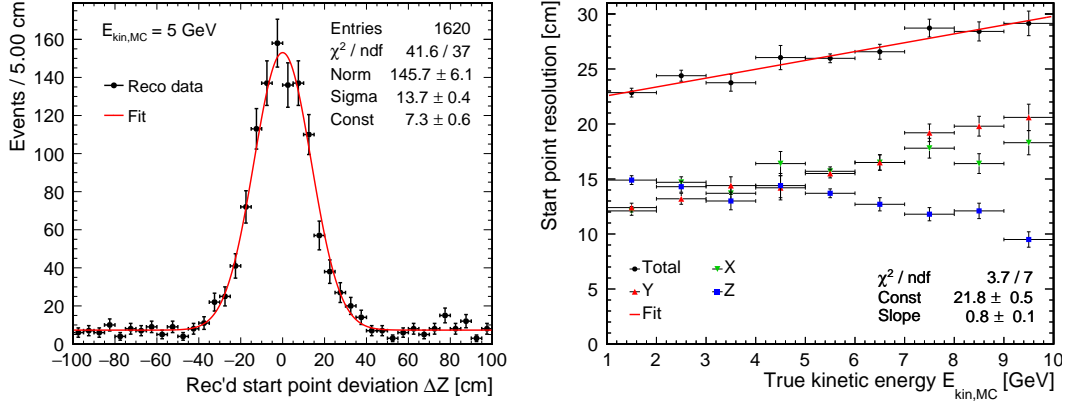 E_kin,MC = 5 GeV
Reco data
Fit
Entries 1620
χ² / ndf 41.6 / 37
Norm 145.7 ± 6.1
Sigma 13.7 ± 0.4
Const 7.3 ± 0.6
Events / 5.00 cm
160
140
120
100
80
60
40
20
0
−100 −80 −60 −40 −20 0 20 40 60 80 100
Rec'd start point deviation ΔZ [cm]
Start point resolution [cm]
30
25
20
15
10
5
0
Total X
Y Z
Fit
χ² / ndf 3.7 / 7
Const 21.8 ± 0.5
Slope 0.8 ± 0.1
1 2 3 4 5 6 7 8 9 10
True kinetic energy E_kin,MC [GeV]